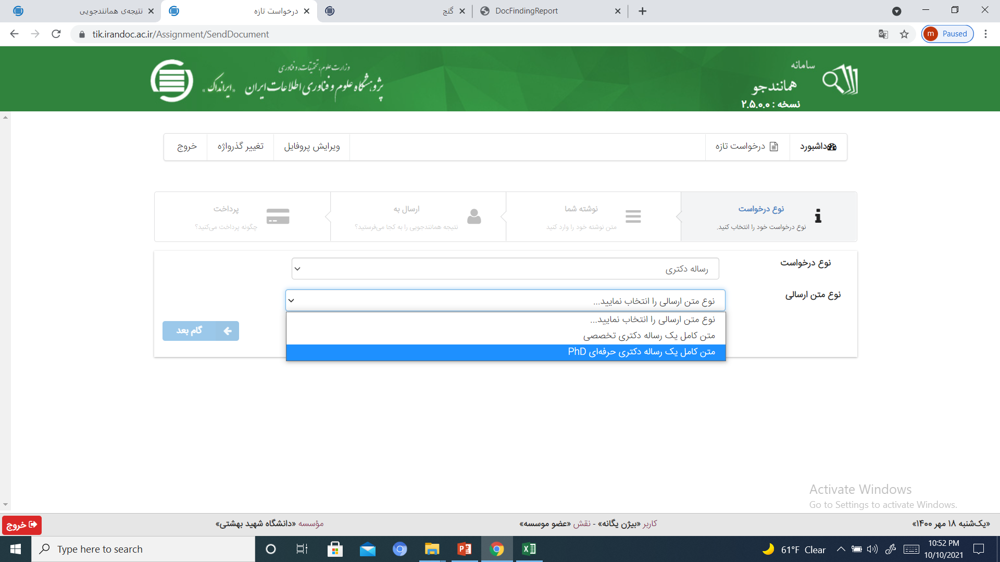 نتیجه‌ی همانندجویی
درخواست تازه
گنج
DocFindingReport
tik.irandoc.ac.ir/Assignment/SendDocument
m Paused
وزارت علوم، تحقیقات، و فناوری
پژوهشگاه علوم و فناوری اطلاعات ایران «ایرانداک»
سامانه
همانندجو
نسخه : ۲.۵.۰.۰
داشبورد
درخواست تازه
ویرایش پروفایل
تغییر گذرواژه
خروج
نوع درخواست
نوع درخواست خود را انتخاب کنید.
نوشته شما
متن نوشته خود را وارد کنید
ارسال به
نتیجه همانندجویی را به کجا می‌فرستید؟
پرداخت
چگونه پرداخت می‌کنید؟
نوع درخواست
رساله دکتری
نوع متن ارسالی
نوع متن ارسالی را انتخاب نمایید...
نوع متن ارسالی را انتخاب نمایید...
متن کامل یک رساله دکتری تخصصی
متن کامل یک رساله دکتری حرفه‌ای PhD
گام بعد
Activate Windows
Go to Settings to activate Windows.
«یک‌شنبه ۱۸ مهر ۱۴۰۰»
کاربر «بیژن یگانه» - نقش «عضو موسسه»
مؤسسه «دانشگاه شهید بهشتی»
خروج
Type here to search
61°F Clear
10:52 PM
10/10/2021